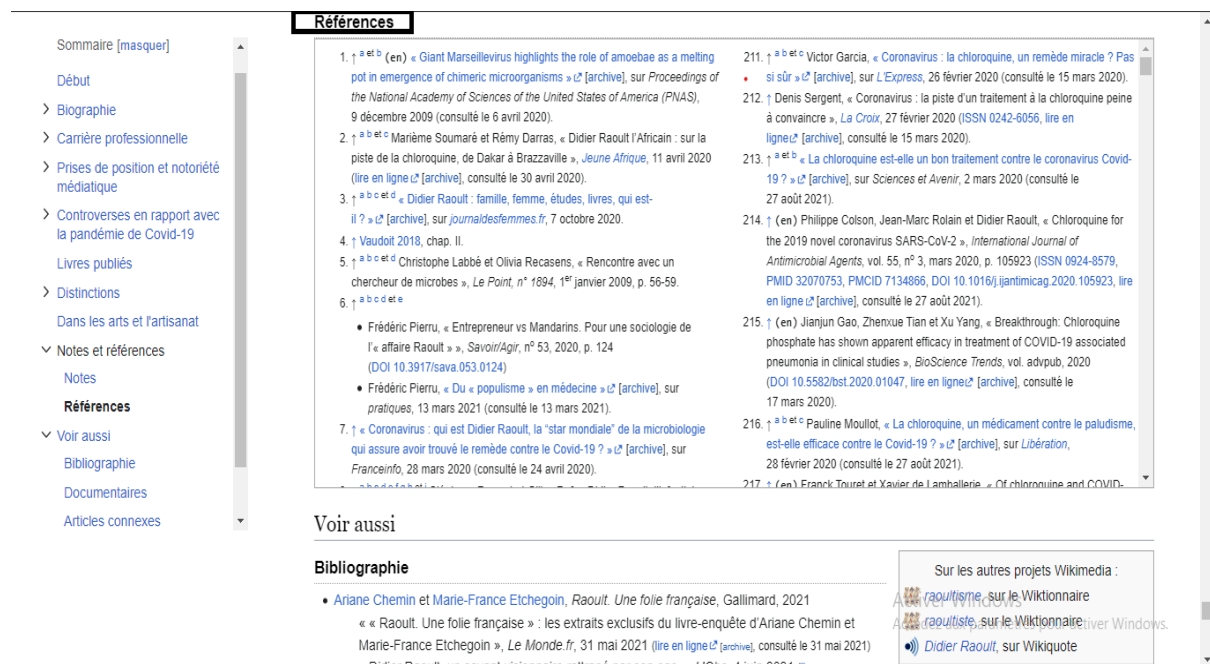 Sommaire [masquer]
Début
Biographie
Carrière professionnelle
Prises de position et notoriété
médiatique
Controverses en rapport avec
la pandémie de Covid-19
Livres publiés
Distinctions
Dans les arts et l'artisanat
Notes et références
Notes
Références
Voir aussi
Bibliographie
Documentaires
Articles connexes
Références
1. ↑ a et b (en) « Giant Marseillevirus highlights the role of amoebae as a melting
pot in emergence of chimeric microorganisms » [archive], sur Proceedings of
the National Academy of Sciences of the United States of America (PNAS),
9 décembre 2009 (consulté le 6 avril 2020).
2. ↑ a b et c Marième Soumaré et Rémy Darras, « Didier Raoult l'Africain : sur la
piste de la chloroquine, de Dakar à Brazzaville », Jeune Afrique, 11 avril 2020
(lire en ligne [archive], consulté le 30 avril 2020).
3. ↑ a b c et d « Didier Raoult : famille, femme, études, livres, qui est-
il ? » [archive], sur journaldesfemmes.fr, 7 octobre 2020.
4. ↑ Vaudoit 2018, chap. II.
5. ↑ a b c et d Christophe Labbé et Olivia Recasens, « Rencontre avec un
chercheur de microbes », Le Point, n° 1894, 1er janvier 2009, p. 56-59.
6. ↑ a b c d et e
• Frédéric Pierru, « Entrepreneur vs Mandarins. Pour une sociologie de
l'« affaire Raoult » », Savoir/Agir, nº 53, 2020, p. 124
(DOI 10.3917/sava.053.0124)
• Frédéric Pierru, « Du « populisme » en médecine » [archive], sur
pratiques, 13 mars 2021 (consulté le 13 mars 2021).
7. ↑ « Coronavirus : qui est Didier Raoult, la "star mondiale" de la microbiologie
qui assure avoir trouvé le remède contre le Covid-19 ? » [archive], sur
Franceinfo, 28 mars 2020 (consulté le 24 avril 2020).
211. ↑ a b et c Victor Garcia, « Coronavirus : la chloroquine, un remède miracle ? Pas
si sûr » [archive], sur L'Express, 26 février 2020 (consulté le 15 mars 2020).
212. ↑ Denis Sergent, « Coronavirus : la piste d'un traitement à la chloroquine peine
à convaincre », La Croix, 27 février 2020 (ISSN 0242-6056, lire en
ligne [archive], consulté le 15 mars 2020).
213. ↑ a et b « La chloroquine est-elle un bon traitement contre le coronavirus Covid-
19 ? » [archive], sur Sciences et Avenir, 2 mars 2020 (consulté le
27 août 2021).
214. ↑ (en) Philippe Colson, Jean-Marc Rolain et Didier Raoult, « Chloroquine for
the 2019 novel coronavirus SARS-CoV-2 », International Journal of
Antimicrobial Agents, vol. 55, nº 3, mars 2020, p. 105923 (ISSN 0924-8579,
PMID 32070753, PMCID 7134866, DOI 10.1016/j.ijantimicag.2020.105923, lire
en ligne [archive], consulté le 27 août 2021).
215. ↑ (en) Jianjun Gao, Zhenxue Tian et Xu Yang, « Breakthrough: Chloroquine
phosphate has shown apparent efficacy in treatment of COVID-19 associated
pneumonia in clinical studies », BioScience Trends, vol. advpub, 2020
(DOI 10.5582/bst.2020.01047, lire en ligne [archive], consulté le
17 mars 2020).
216. ↑ a b et c Pauline Moullot, « La chloroquine, un médicament contre le paludisme,
est-elle efficace contre le Covid-19 ? » [archive], sur Libération,
28 février 2020 (consulté le 27 août 2021).
217. ↑ (en) Franck Touret et Xavier de Lamballerie, « Of chloroquine and COVID-
Voir aussi
Bibliographie
• Ariane Chemin et Marie-France Etchegoin, Raoult. Une folie française, Gallimard, 2021
« « Raoult. Une folie française » : les extraits exclusifs du livre-enquête d'Ariane Chemin et
Marie-France Etchegoin », Le Monde.fr, 31 mai 2021 (lire en ligne [archive], consulté le 31 mai 2021)
Sur les autres projets Wikimedia :
raoultisme, sur le Wiktionnaire
raoultiste, sur le Wiktionnaire
Didier Raoult, sur Wikiquote
Activer Windows
aux paramètres pour activer Windows.